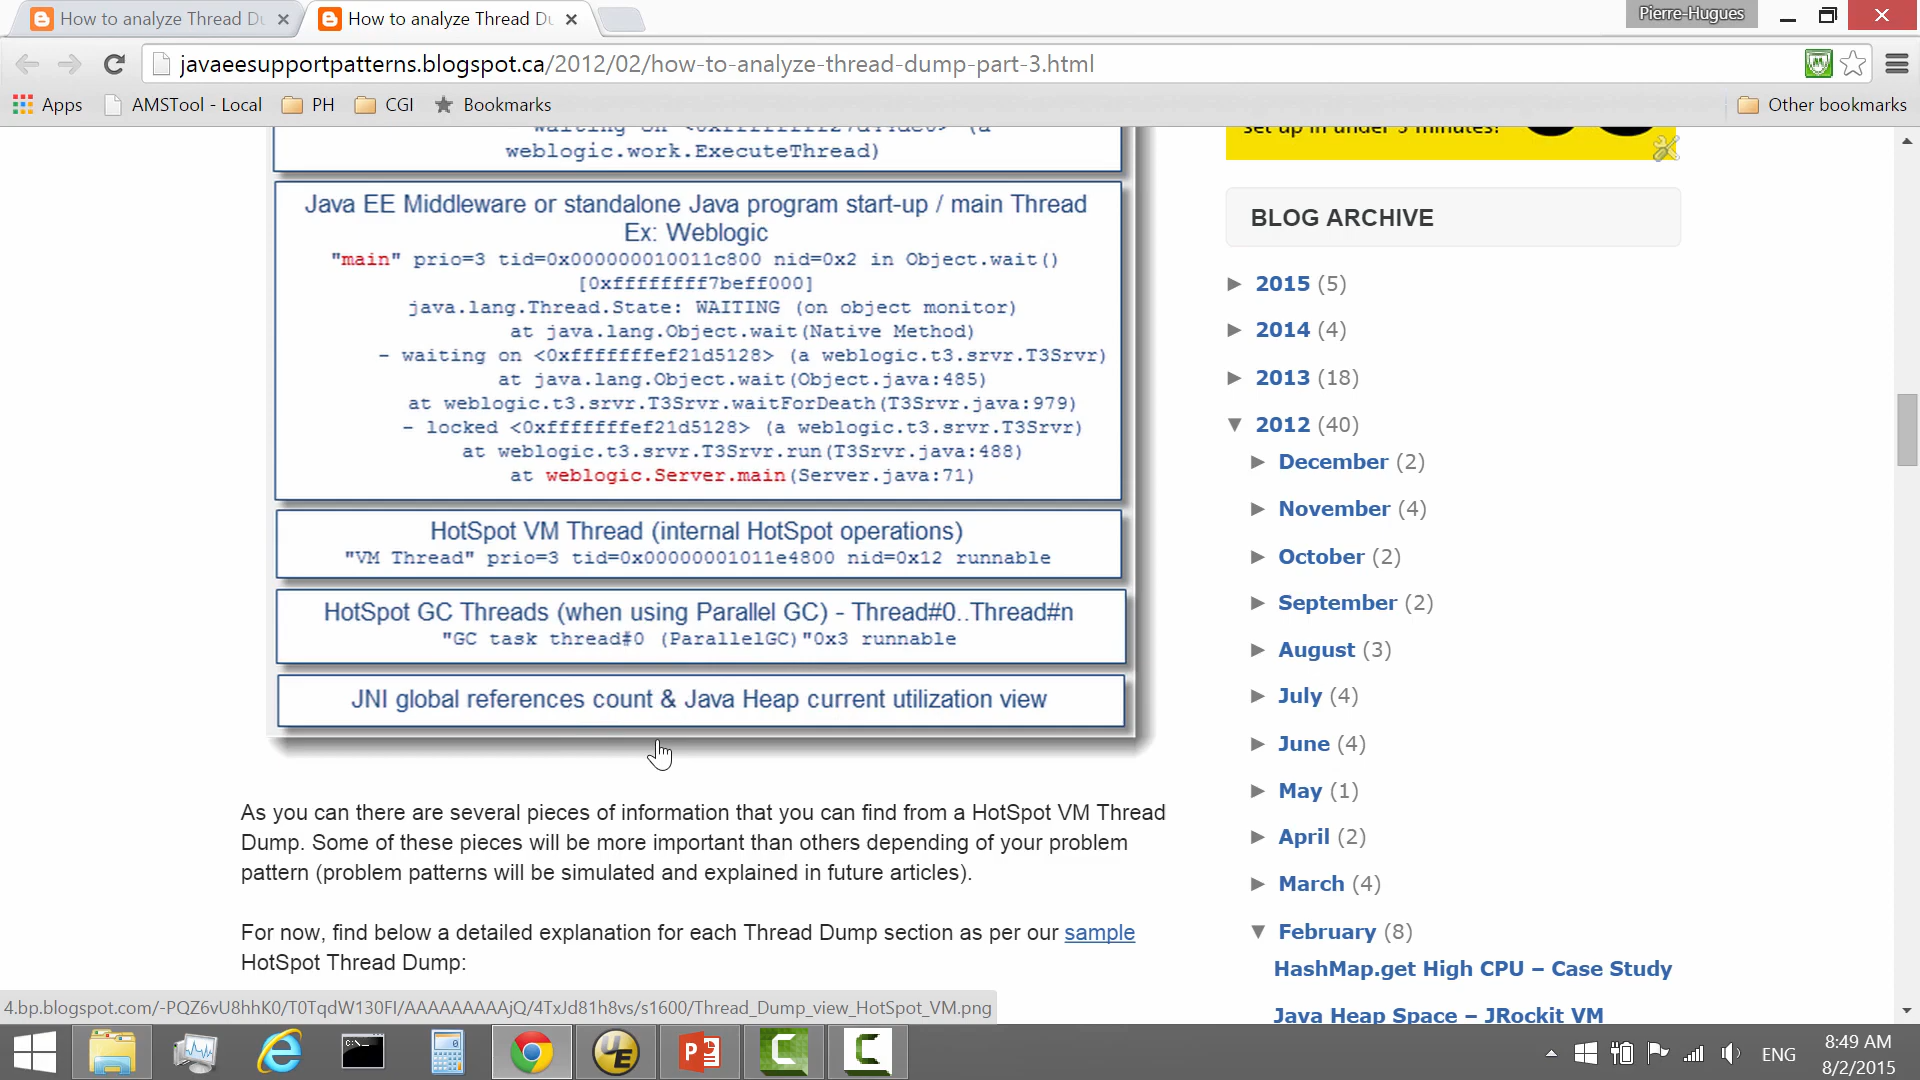 How to analyze Thread Du
How to analyze Thread Du
Pierre-Hugues
javaeesupportpatterns.blogspot.ca/2012/02/how-to-analyze-thread-dump-part-3.html
Apps
AMSTool - Local
PH
CGI
Bookmarks
Other bookmarks
weblogic.work.ExecuteThread)
Java EE Middleware or standalone Java program start-up / main Thread
Ex: Weblogic
"main" prio=3 tid=0x000000010011c800 nid=0x2 in Object.wait()
[0xffffffff7beff000]
java.lang.Thread.State: WAITING (on object monitor)
at java.lang.Object.wait(Native Method)
- waiting on <0xfffffffef21d5128> (a weblogic.t3.srvr.T3Srvr)
at java.lang.Object.wait(Object.java:485)
at weblogic.t3.srvr.T3Srvr.waitForDeath(T3Srvr.java:979)
- locked <0xfffffffef21d5128> (a weblogic.t3.srvr.T3Srvr)
at weblogic.t3.srvr.T3Srvr.run(T3Srvr.java:488)
at weblogic.Server.main(Server.java:71)
HotSpot VM Thread (internal HotSpot operations)
"VM Thread" prio=3 tid=0x00000001011e4800 nid=0x12 runnable
HotSpot GC Threads (when using Parallel GC) - Thread#0..Thread#n
"GC task thread#0 (ParallelGC)"0x3 runnable
JNI global references count & Java Heap current utilization view
As you can there are several pieces of information that you can find from a HotSpot VM Thread
Dump. Some of these pieces will be more important than others depending of your problem
pattern (problem patterns will be simulated and explained in future articles).
For now, find below a detailed explanation for each Thread Dump section as per our sample
HotSpot Thread Dump:
set up in under 5 minutes!
BLOG ARCHIVE
► 2015 (5)
► 2014 (4)
► 2013 (18)
▼ 2012 (40)
► December (2)
► November (4)
► October (2)
► September (2)
► August (3)
► July (4)
► June (4)
► May (1)
► April (2)
► March (4)
▼ February (8)
HashMap.get High CPU – Case Study
Java Heap Space – JRockit VM
4.bp.blogspot.com/-PQZ6vU8hhK0/T0TqdW130FI/AAAAAAAAAjQ/4TxJd81h8vs/s1600/Thread_Dump_view_HotSpot_VM.png
ENG
8:49 AM
8/2/2015